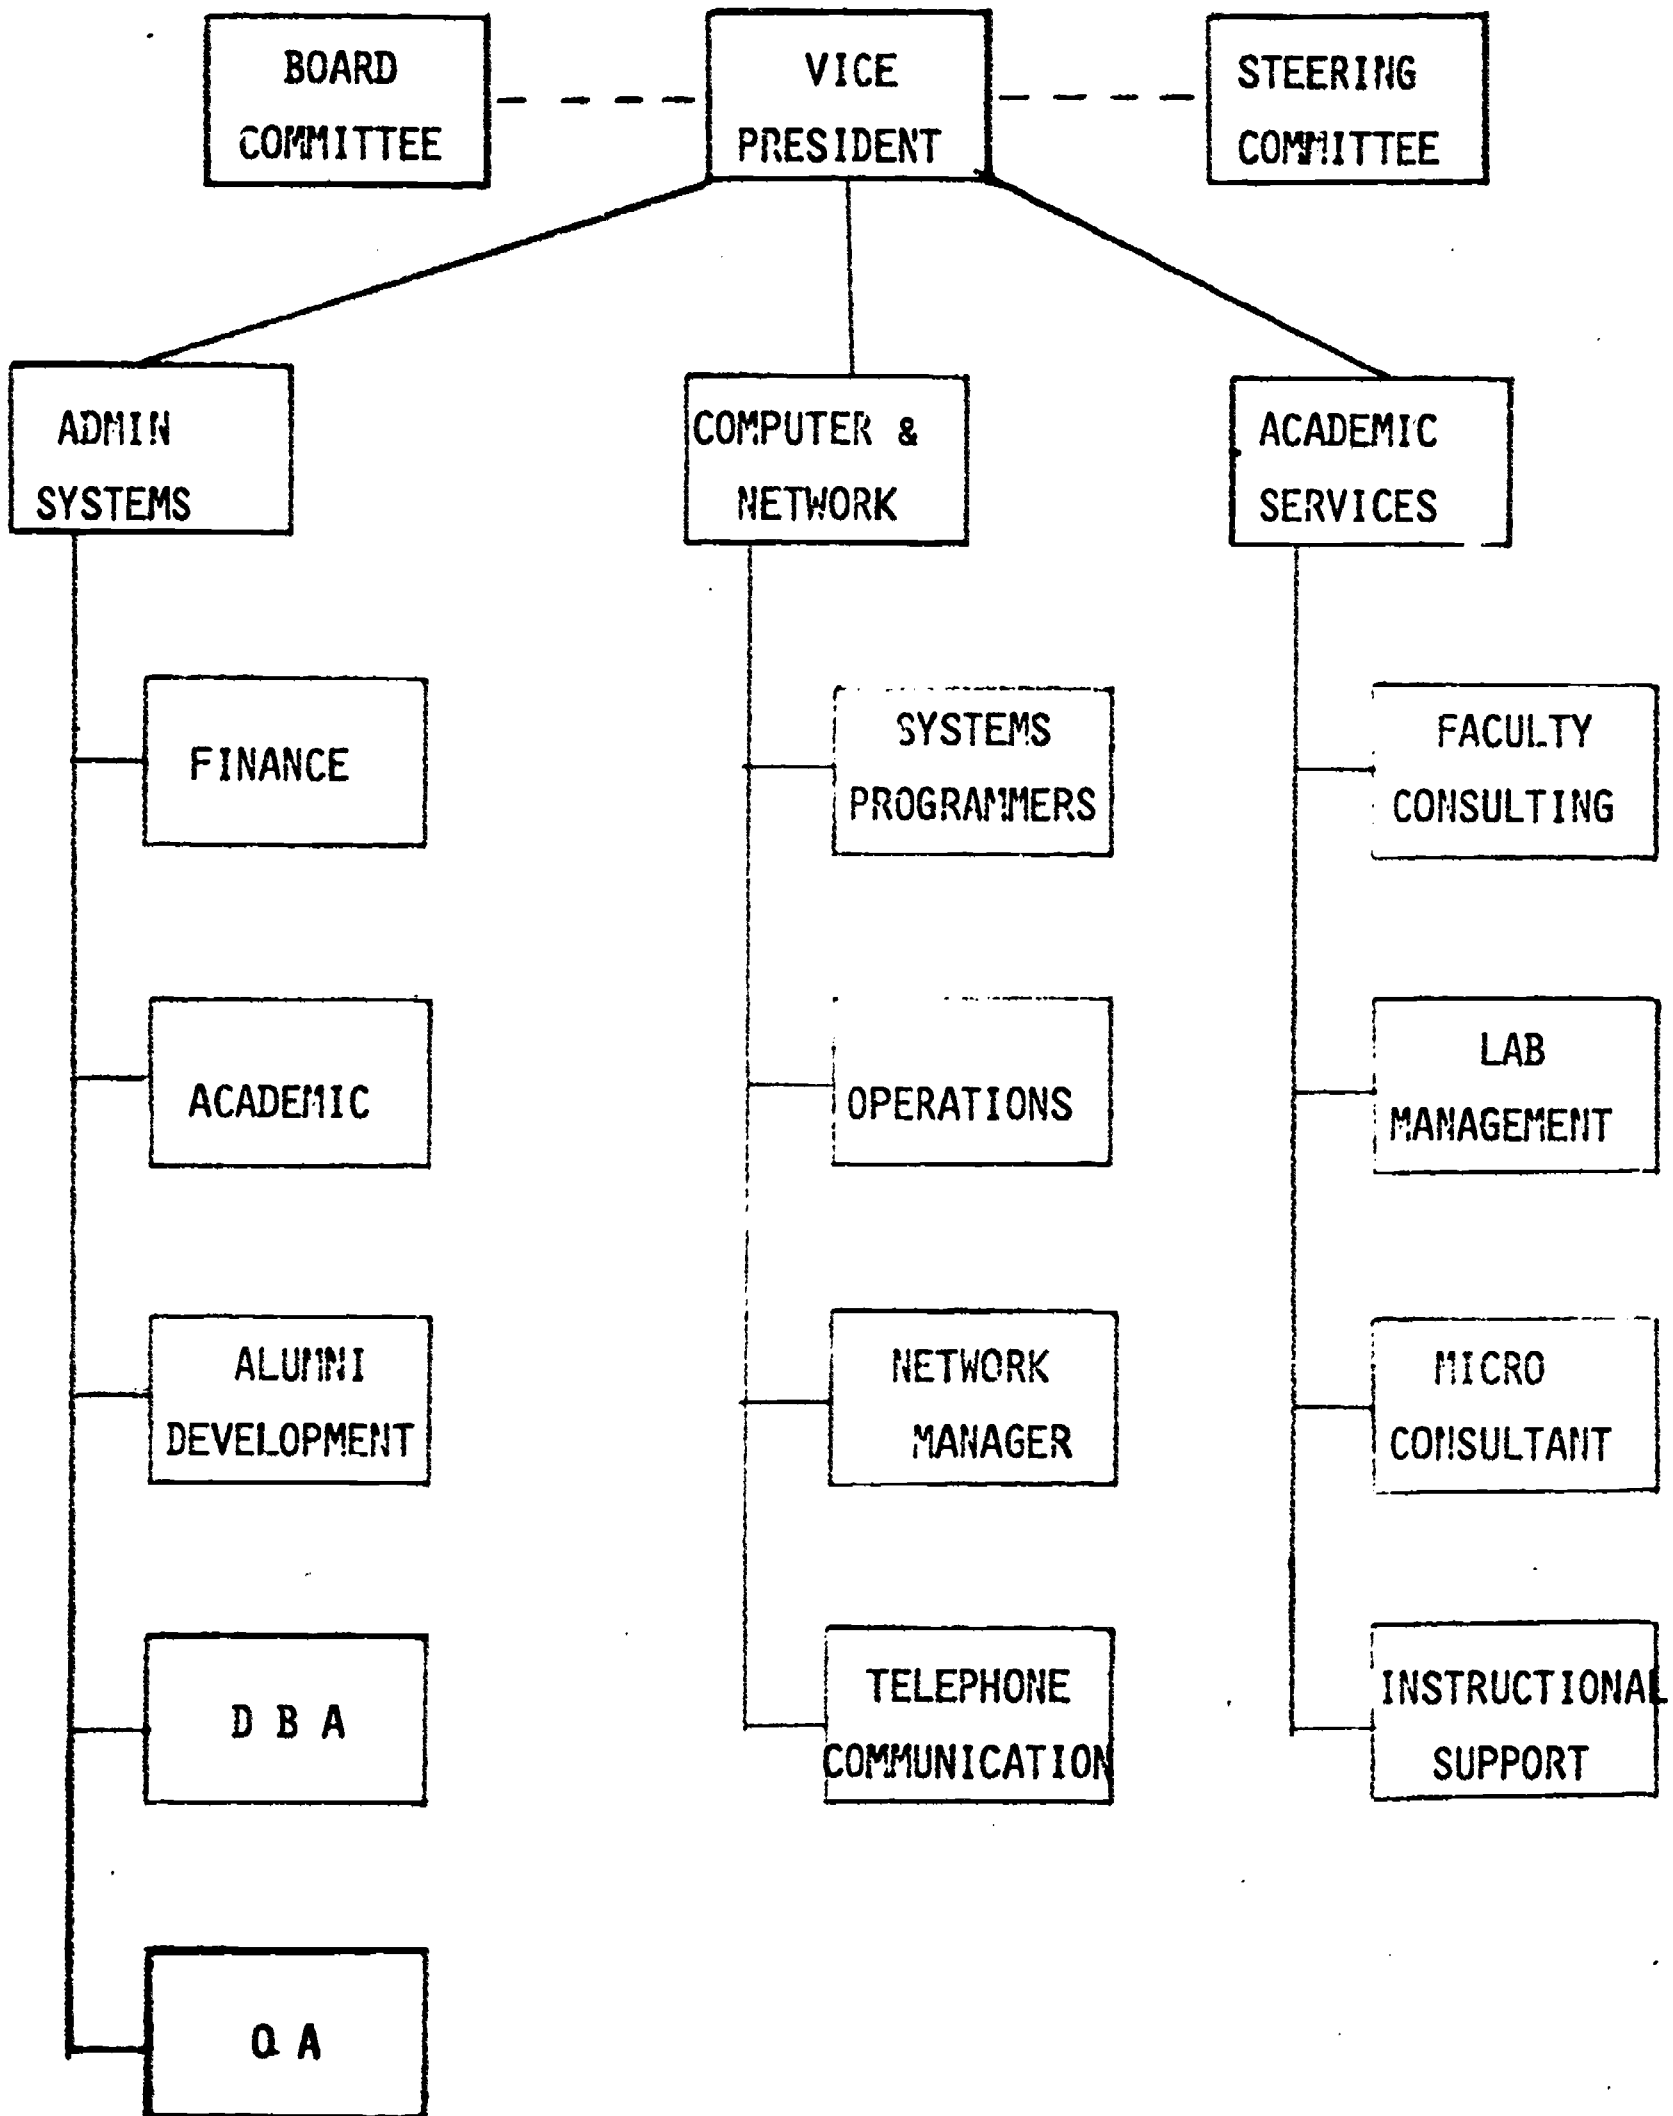 BOARD
COMMITTEE
VICE
PRESIDENT
STEERING
COMMITTEE
ADMIN
SYSTEMS
COMPUTER &
NETWORK
ACADEMIC
SERVICES
FINANCE
ACADEMIC
ALUMNI
DEVELOPMENT
D B A
Q A
SYSTEMS
PROGRAMMERS
OPERATIONS
NETWORK
MANAGER
TELEPHONE
COMMUNICATION
FACULTY
CONSULTING
LAB
MANAGEMENT
MICRO
CONSULTANT
INSTRUCTIONAL
SUPPORT